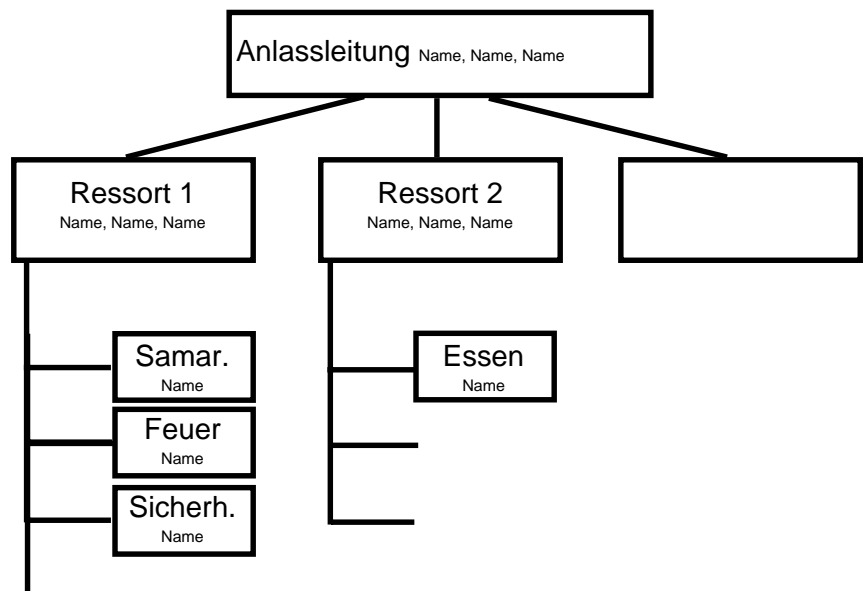 Anlassleitung Name, Name, Name
Ressort 1
Name, Name, Name
Ressort 2
Name, Name, Name
Samar.
Name
Feuer
Name
Sicherh.
Name
Essen
Name